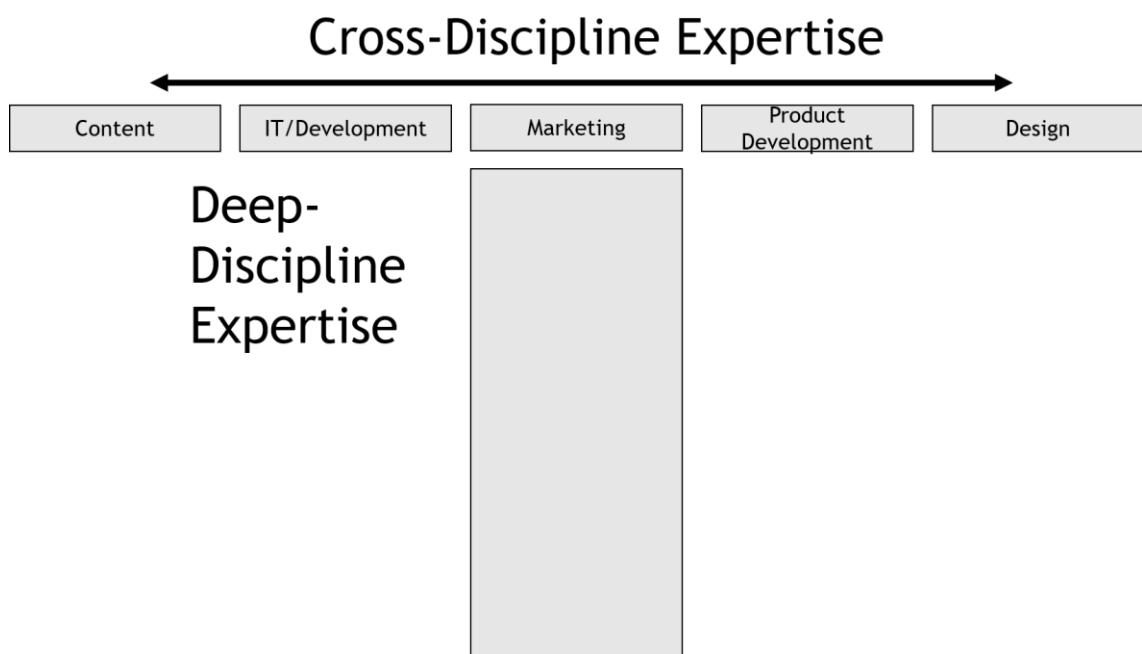 Cross-Discipline Expertise
Content
IT/Development
Marketing
Product
Development
Design
Deep-
Discipline
Expertise